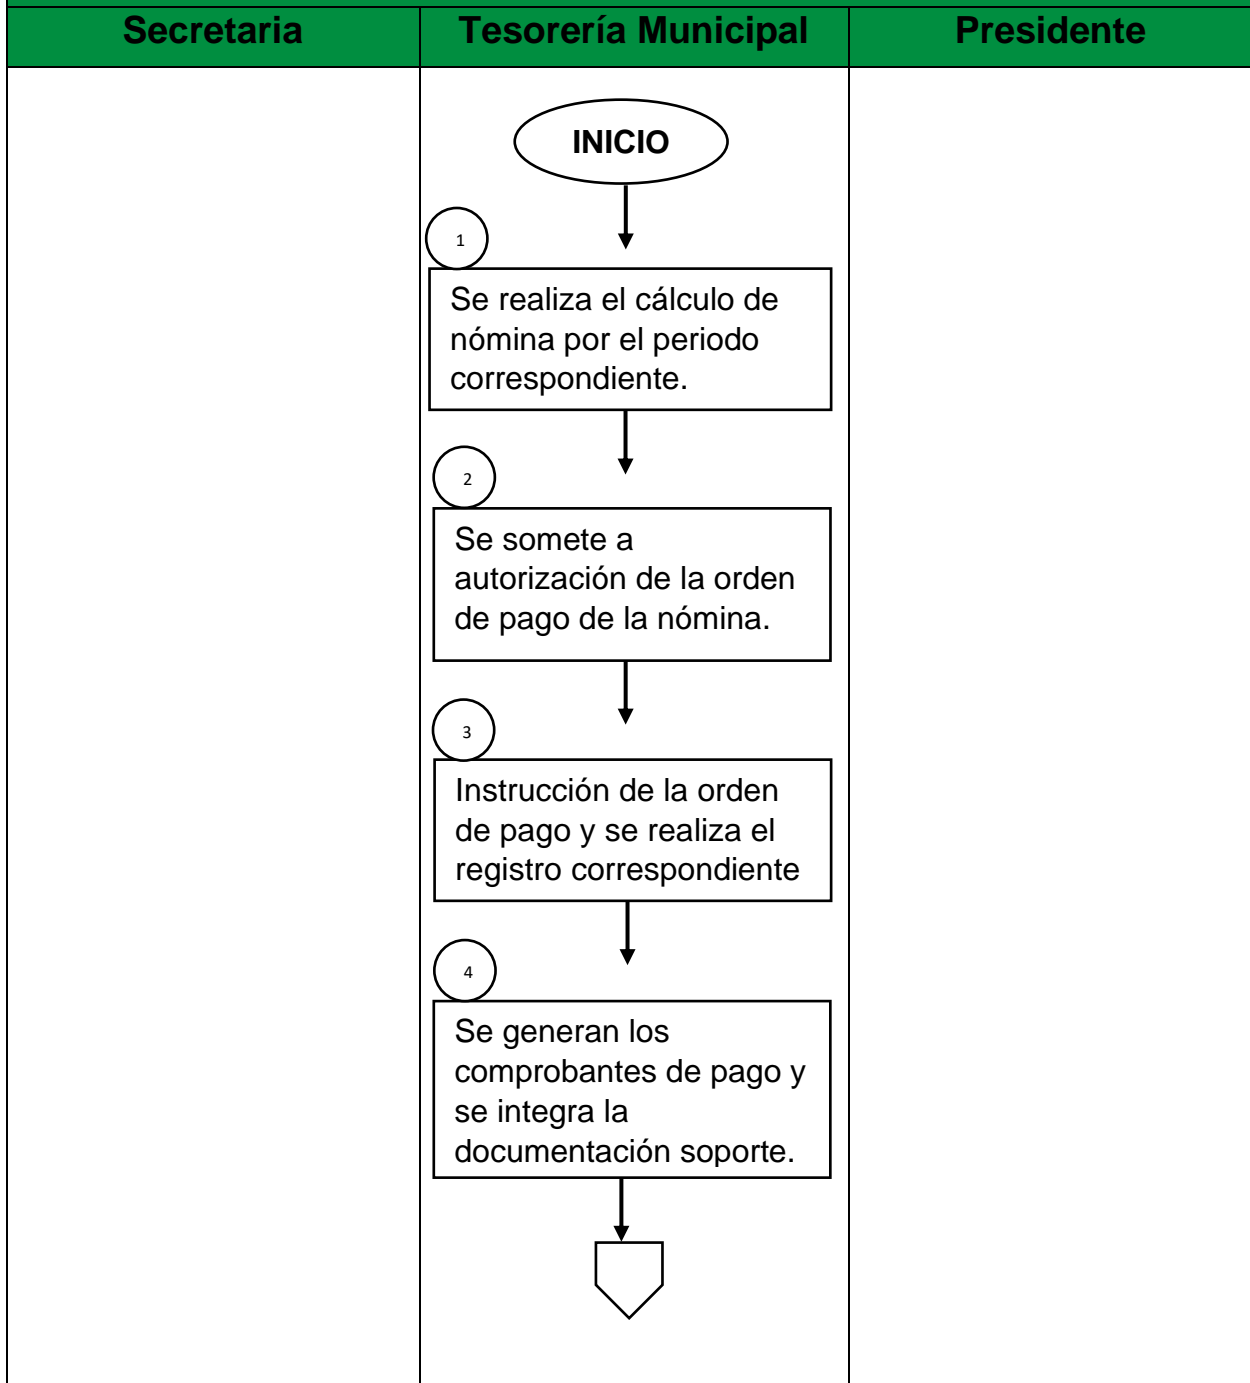 Secretaria
Tesorería Municipal
Presidente
INICIO
1
Se realiza el cálculo de
nómina por el periodo
correspondiente.
2
Se somete a
autorización de la orden
de pago de la nómina.
3
Instrucción de la orden
de pago y se realiza el
registro correspondiente
4
Se generan los
comprobantes de pago y
se integra la
documentación soporte.